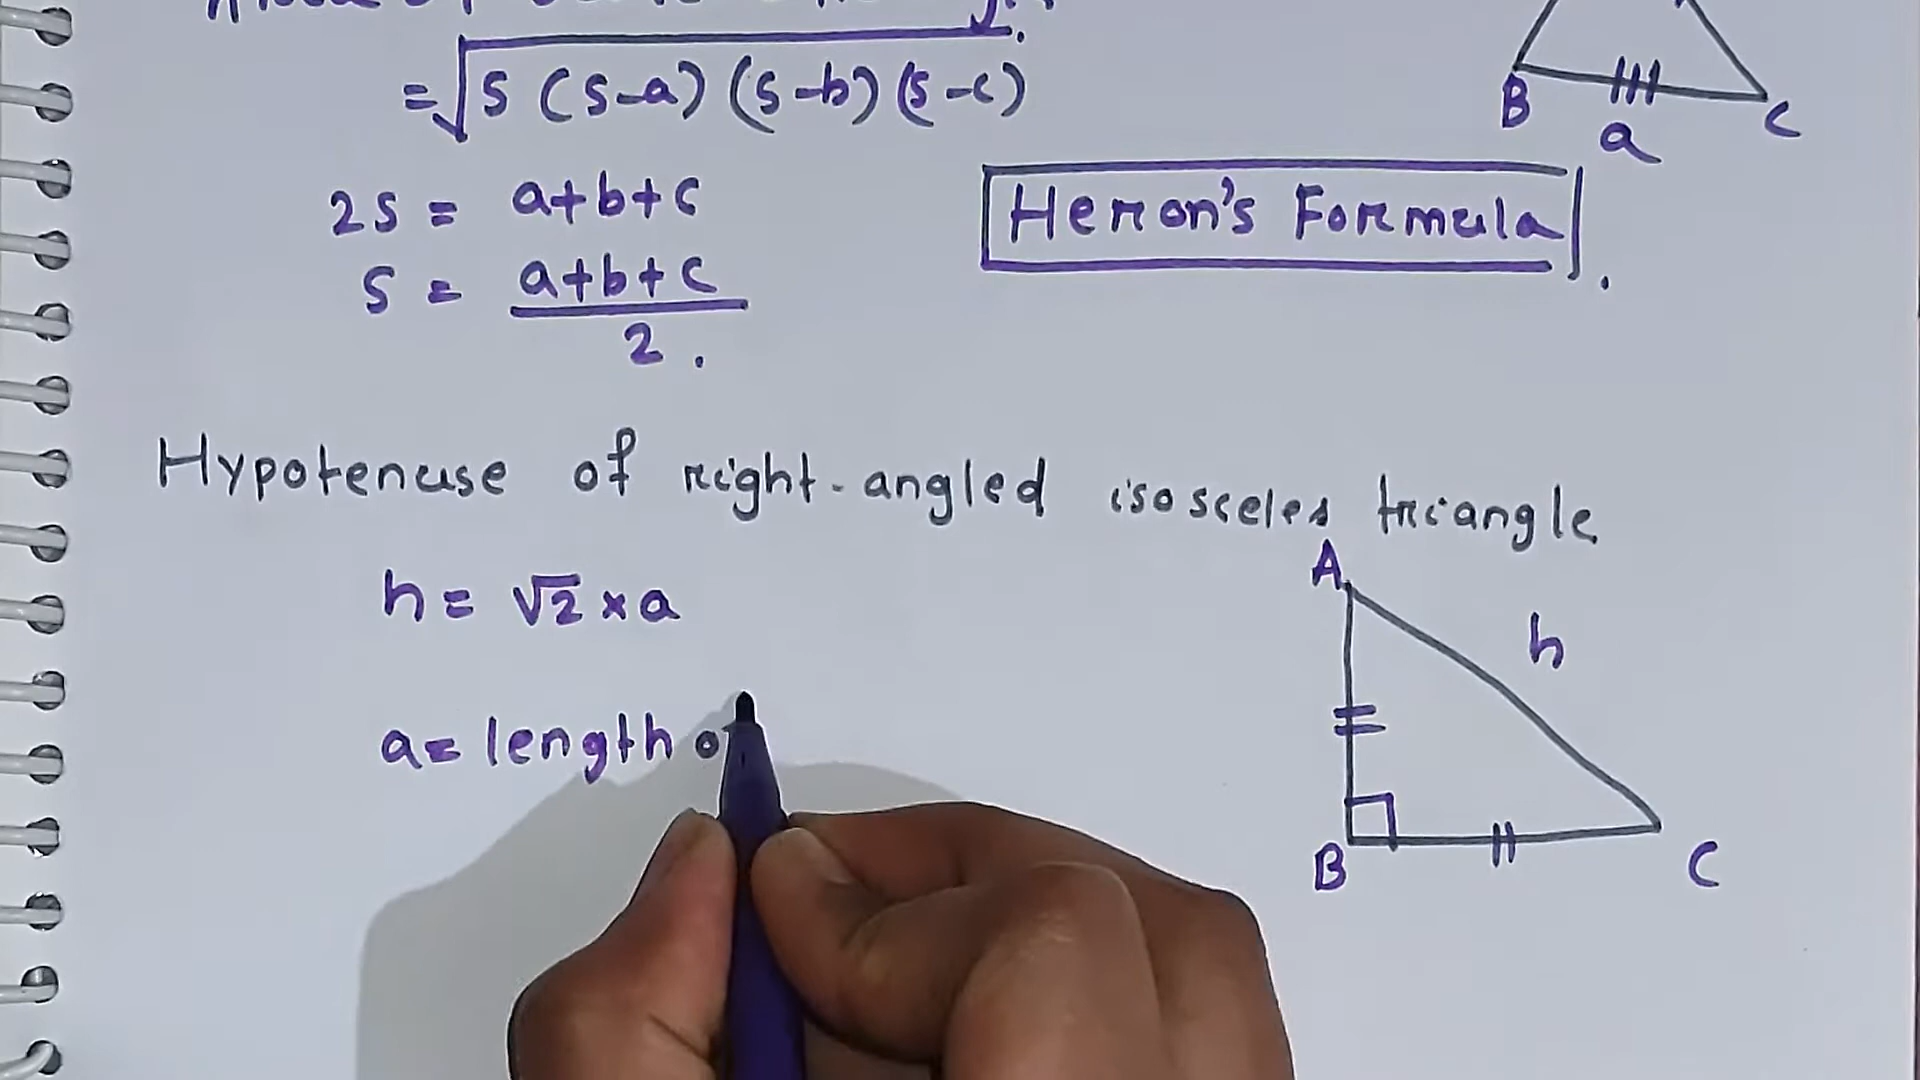 = √s (s-a) (s-b) (s-c)
B
a
C
2s = a+b+c
Heron's Formula.
s = a+b+c
2.
Hypotenuse of right-angled isosceles triangle
h = √2 × a
A
h
a = length o
B
C